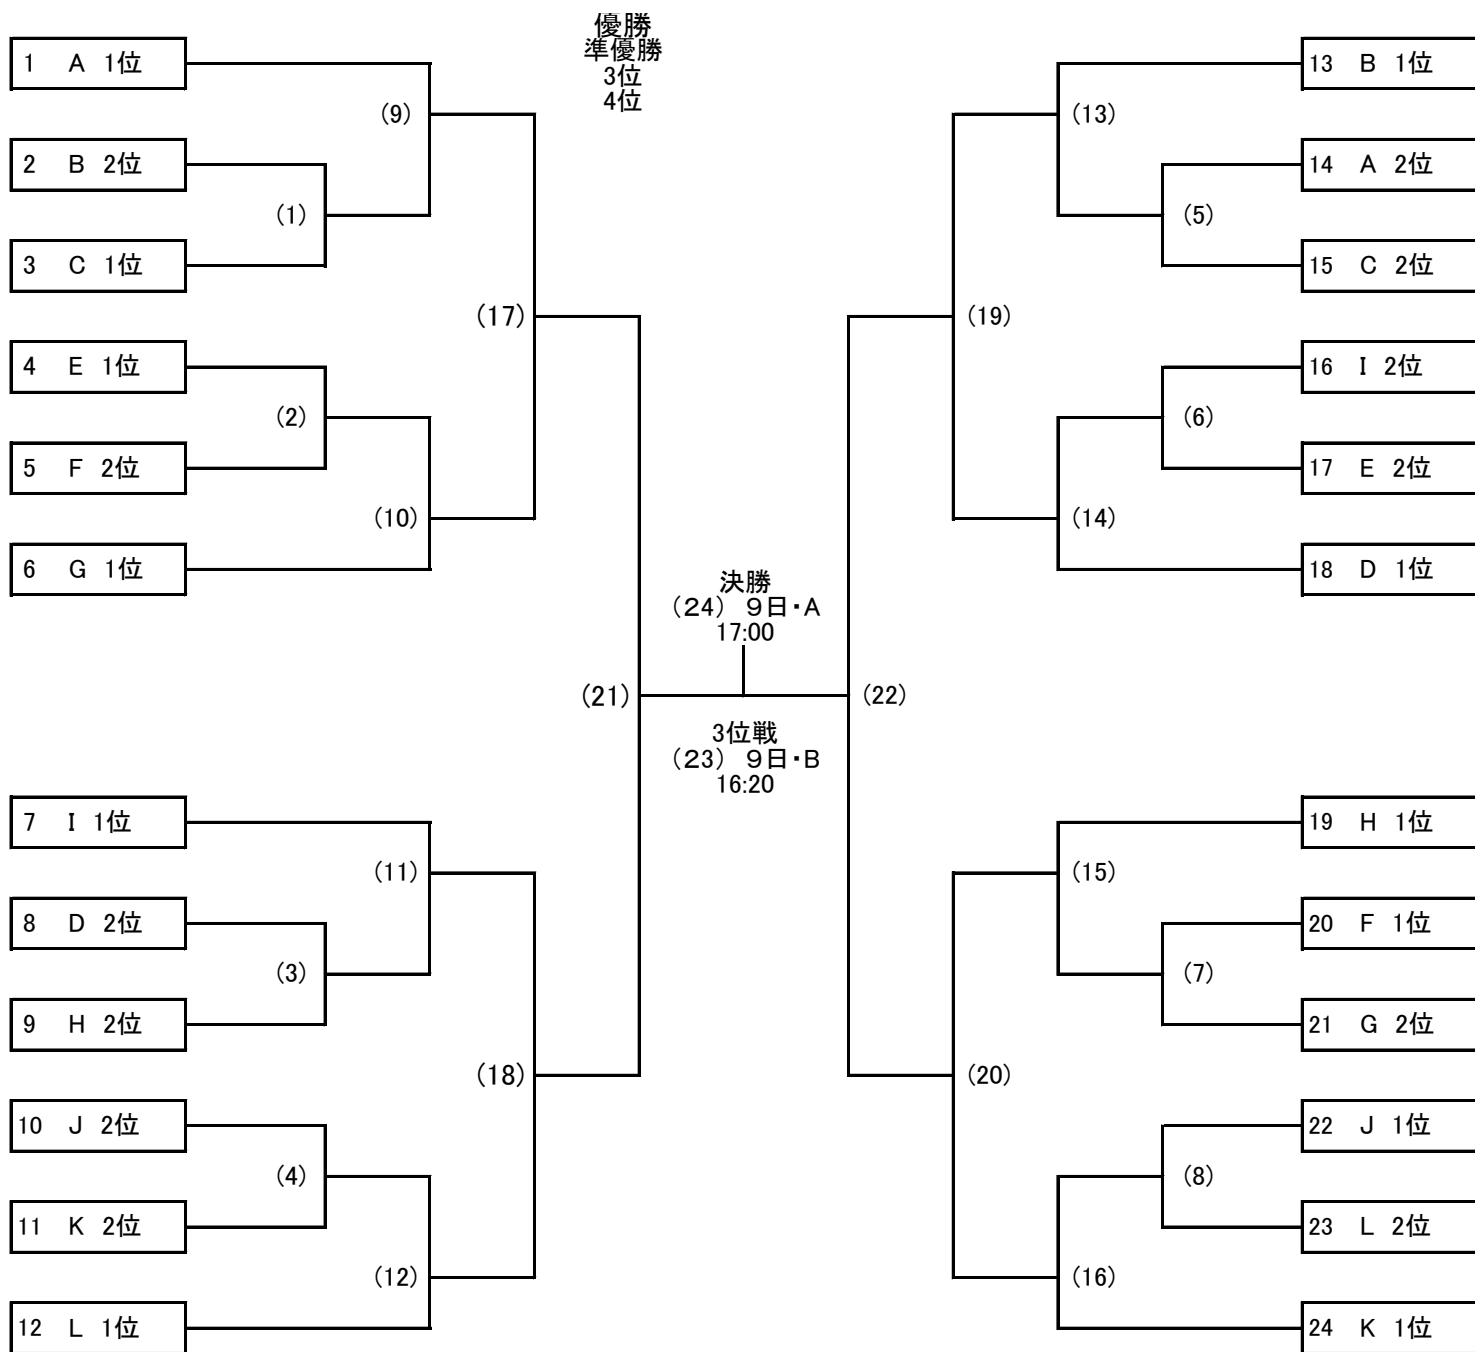 優勝
準優勝
3位
4位
1 A 1位
(9)
2 B 2位
(1)
3 C 1位
(17)
4 E 1位
(2)
5 F 2位
(10)
6 G 1位
(21)
7 I 1位
(11)
8 D 2位
(3)
9 H 2位
(18)
10 J 2位
(4)
11 K 2位
(12)
12 L 1位
決勝
(24) 9日・A
17:00
3位戦
(23) 9日・B
16:20
13 B 1位
(13)
14 A 2位
(5)
15 C 2位
(19)
16 I 2位
(6)
17 E 2位
(14)
18 D 1位
(22)
19 H 1位
(15)
20 F 1位
(7)
21 G 2位
(20)
22 J 1位
(8)
23 L 2位
(16)
24 K 1位